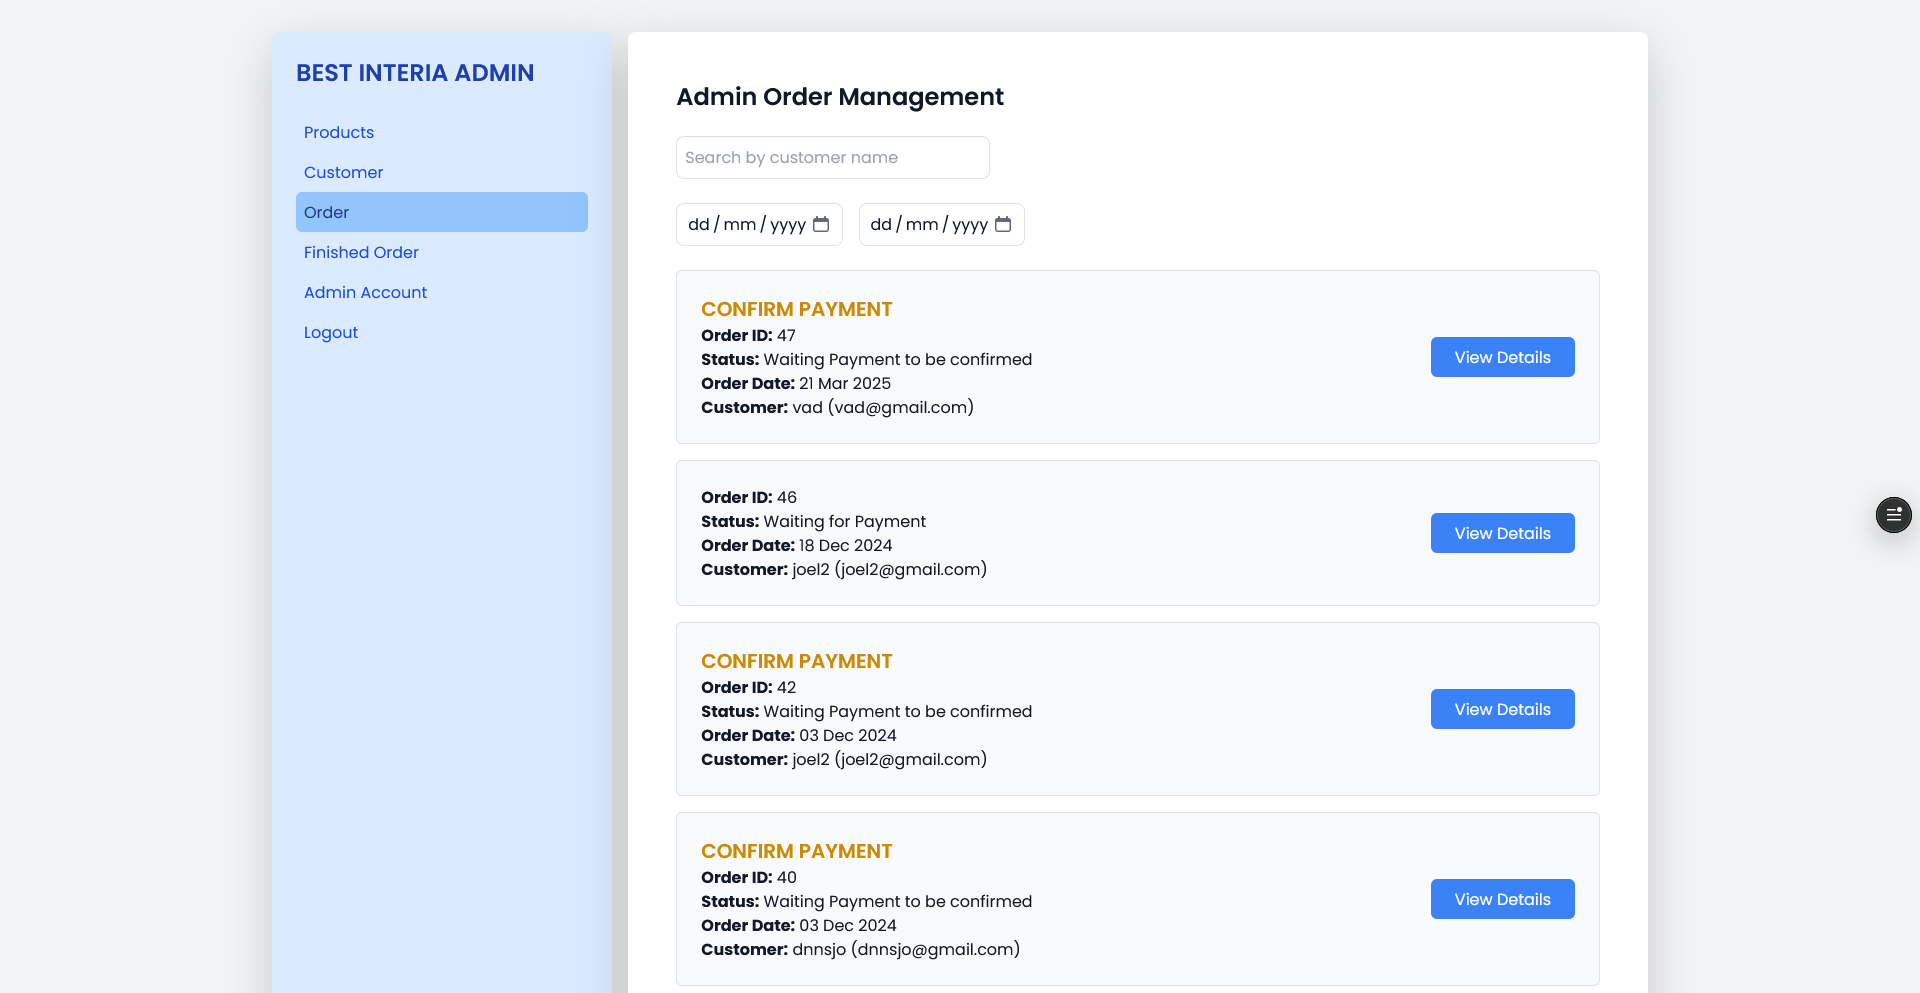 BEST INTERIA ADMIN
Products
Customer
Order
Finished Order
Admin Account
Logout
Admin Order Management
Search by customer name
dd / mm / yyyy
dd / mm / yyyy
CONFIRM PAYMENT
Order ID: 47
Status: Waiting Payment to be confirmed
Order Date: 21 Mar 2025
Customer: vad (vad@gmail.com)
View Details
Order ID: 46
Status: Waiting for Payment
Order Date: 18 Dec 2024
Customer: joel2 (joel2@gmail.com)
View Details
CONFIRM PAYMENT
Order ID: 42
Status: Waiting Payment to be confirmed
Order Date: 03 Dec 2024
Customer: joel2 (joel2@gmail.com)
View Details
CONFIRM PAYMENT
Order ID: 40
Status: Waiting Payment to be confirmed
Order Date: 03 Dec 2024
Customer: dnnsjo (dnnsjo@gmail.com)
View Details